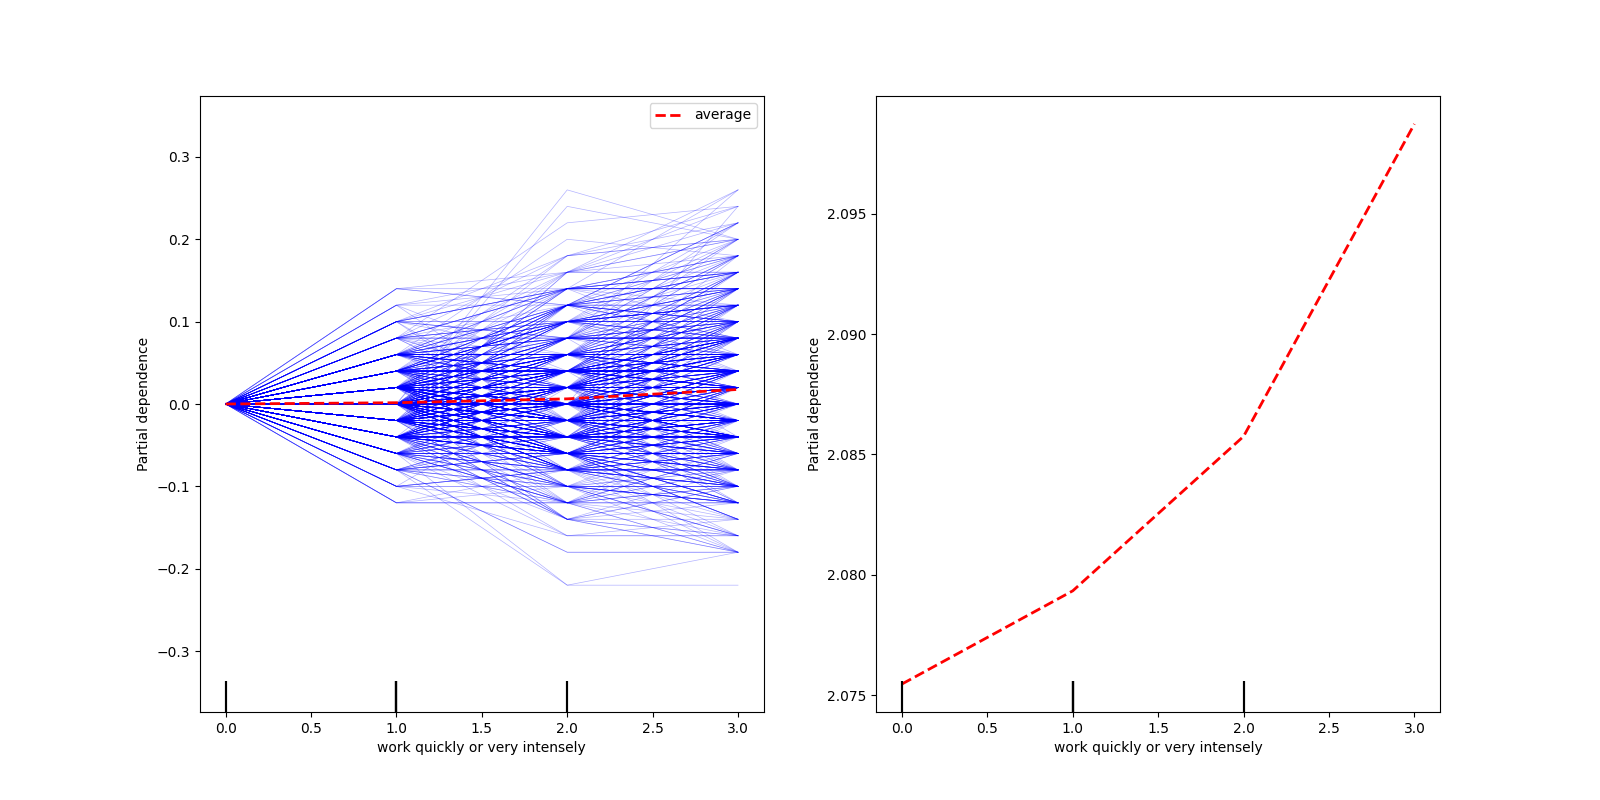 average
Partial dependence
0.3
0.2
0.1
0.0
−0.1
−0.2
−0.3
0.0 0.5 1.0 1.5 2.0 2.5 3.0
work quickly or very intensely
Partial dependence
2.095
2.090
2.085
2.080
2.075
0.0 0.5 1.0 1.5 2.0 2.5 3.0
work quickly or very intensely